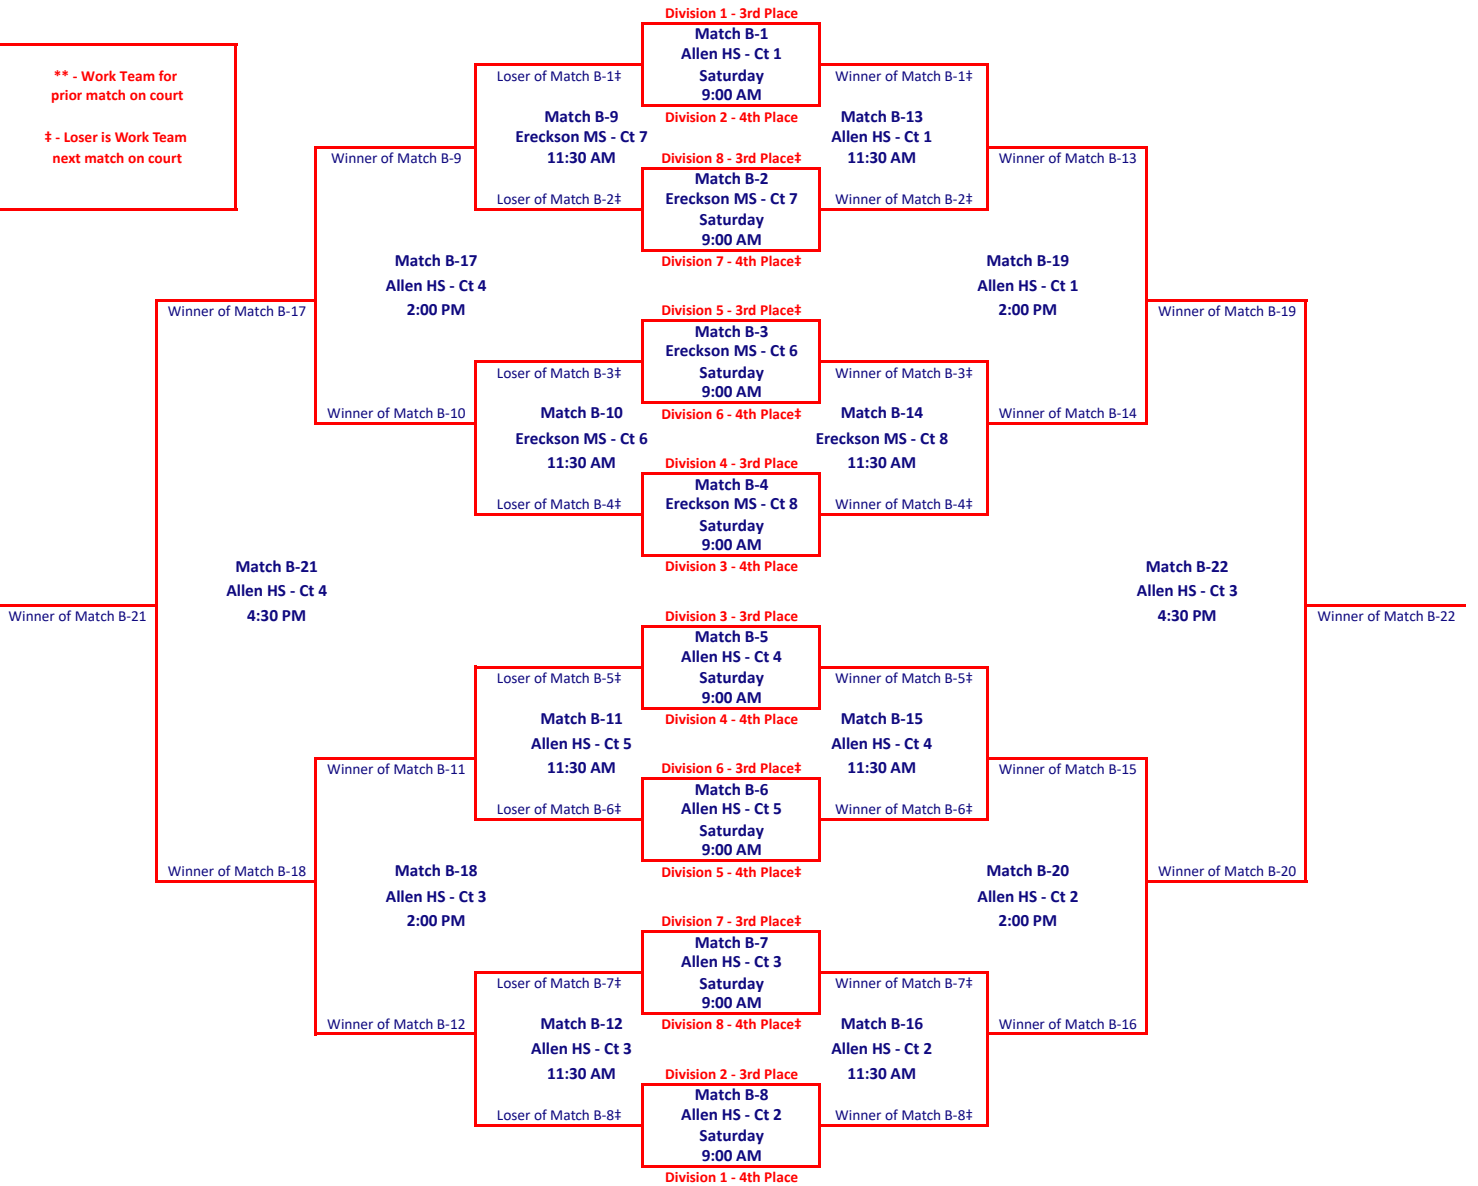 Division 1 - 3rd Place
Match B-1
Allen HS - Ct 1
Saturday
9:00 AM
Division 2 - 4th Place
** - Work Team for
prior match on court
‡ - Loser is Work Team
next match on court
Loser of Match B-1‡
Winner of Match B-1‡
Match B-9
Ereckson MS - Ct 7
11:30 AM
Match B-13
Allen HS - Ct 1
11:30 AM
Winner of Match B-9
Winner of Match B-13
Division 8 - 3rd Place‡
Match B-2
Ereckson MS - Ct 7
Saturday
9:00 AM
Division 7 - 4th Place‡
Loser of Match B-2‡
Winner of Match B-2‡
Match B-17
Allen HS - Ct 4
2:00 PM
Match B-19
Allen HS - Ct 1
2:00 PM
Winner of Match B-17
Winner of Match B-19
Division 5 - 3rd Place‡
Match B-3
Ereckson MS - Ct 6
Saturday
9:00 AM
Division 6 - 4th Place‡
Loser of Match B-3‡
Winner of Match B-3‡
Winner of Match B-10
Match B-10
Ereckson MS - Ct 6
11:30 AM
Match B-14
Ereckson MS - Ct 8
11:30 AM
Winner of Match B-14
Division 4 - 3rd Place
Match B-4
Ereckson MS - Ct 8
Saturday
9:00 AM
Division 3 - 4th Place
Loser of Match B-4‡
Winner of Match B-4‡
Match B-21
Allen HS - Ct 4
4:30 PM
Match B-22
Allen HS - Ct 3
4:30 PM
Winner of Match B-21
Winner of Match B-22
Division 3 - 3rd Place
Match B-5
Allen HS - Ct 4
Saturday
9:00 AM
Division 4 - 4th Place
Loser of Match B-5‡
Winner of Match B-5‡
Match B-11
Allen HS - Ct 5
11:30 AM
Match B-15
Allen HS - Ct 4
11:30 AM
Winner of Match B-11
Winner of Match B-15
Division 6 - 3rd Place‡
Match B-6
Allen HS - Ct 5
Saturday
9:00 AM
Division 5 - 4th Place‡
Loser of Match B-6‡
Winner of Match B-6‡
Winner of Match B-18
Match B-18
Allen HS - Ct 3
2:00 PM
Match B-20
Allen HS - Ct 2
2:00 PM
Winner of Match B-20
Division 7 - 3rd Place‡
Match B-7
Allen HS - Ct 3
Saturday
9:00 AM
Division 8 - 4th Place‡
Loser of Match B-7‡
Winner of Match B-7‡
Winner of Match B-12
Match B-12
Allen HS - Ct 3
11:30 AM
Match B-16
Allen HS - Ct 2
11:30 AM
Winner of Match B-16
Division 2 - 3rd Place
Match B-8
Allen HS - Ct 2
Saturday
9:00 AM
Division 1 - 4th Place
Loser of Match B-8‡
Winner of Match B-8‡